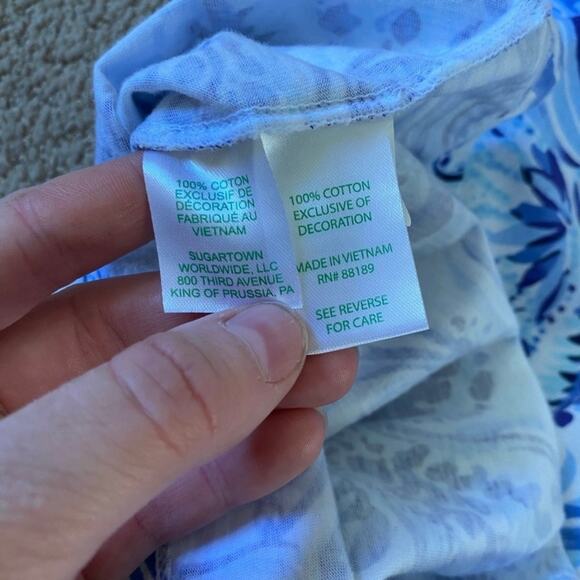 100% COTON
EXCLUSIF DE
DÉCORATION
FABRIQUÉ AU
VIETNAM
SUGARTOWN
WORLDWIDE, LLC
800 THIRD AVENUE
KING OF PRUSSIA, PA
100% COTTON
EXCLUSIVE OF
DECORATION
MADE IN VIETNAM
RN# 88189
SEE REVERSE
FOR CARE